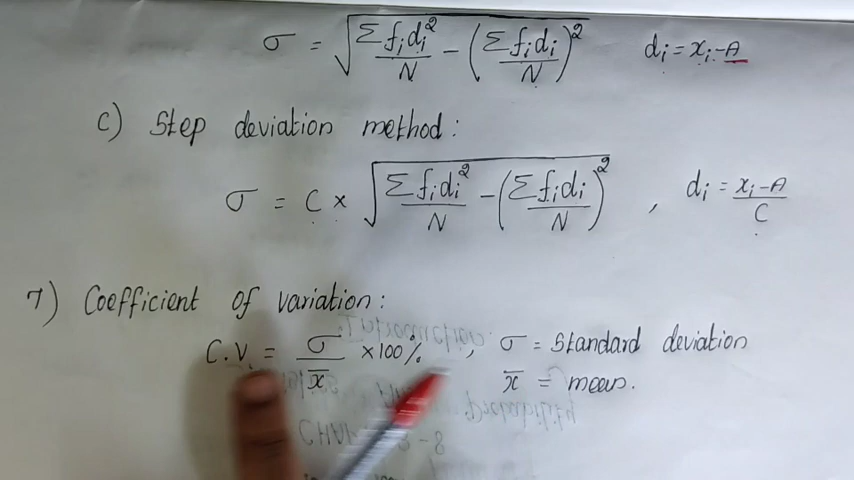 σ = √(Σfidi²/N − (Σfidi/N)²) di = xi−A
c) Step deviation method:
σ = C × √(Σfidi²/N − (Σfidi/N)²) , di = xi−A/C
7) Coefficient of variation:
C.V. = σ/x̄ ×100% , σ = Standard deviation
x̄ = mean.